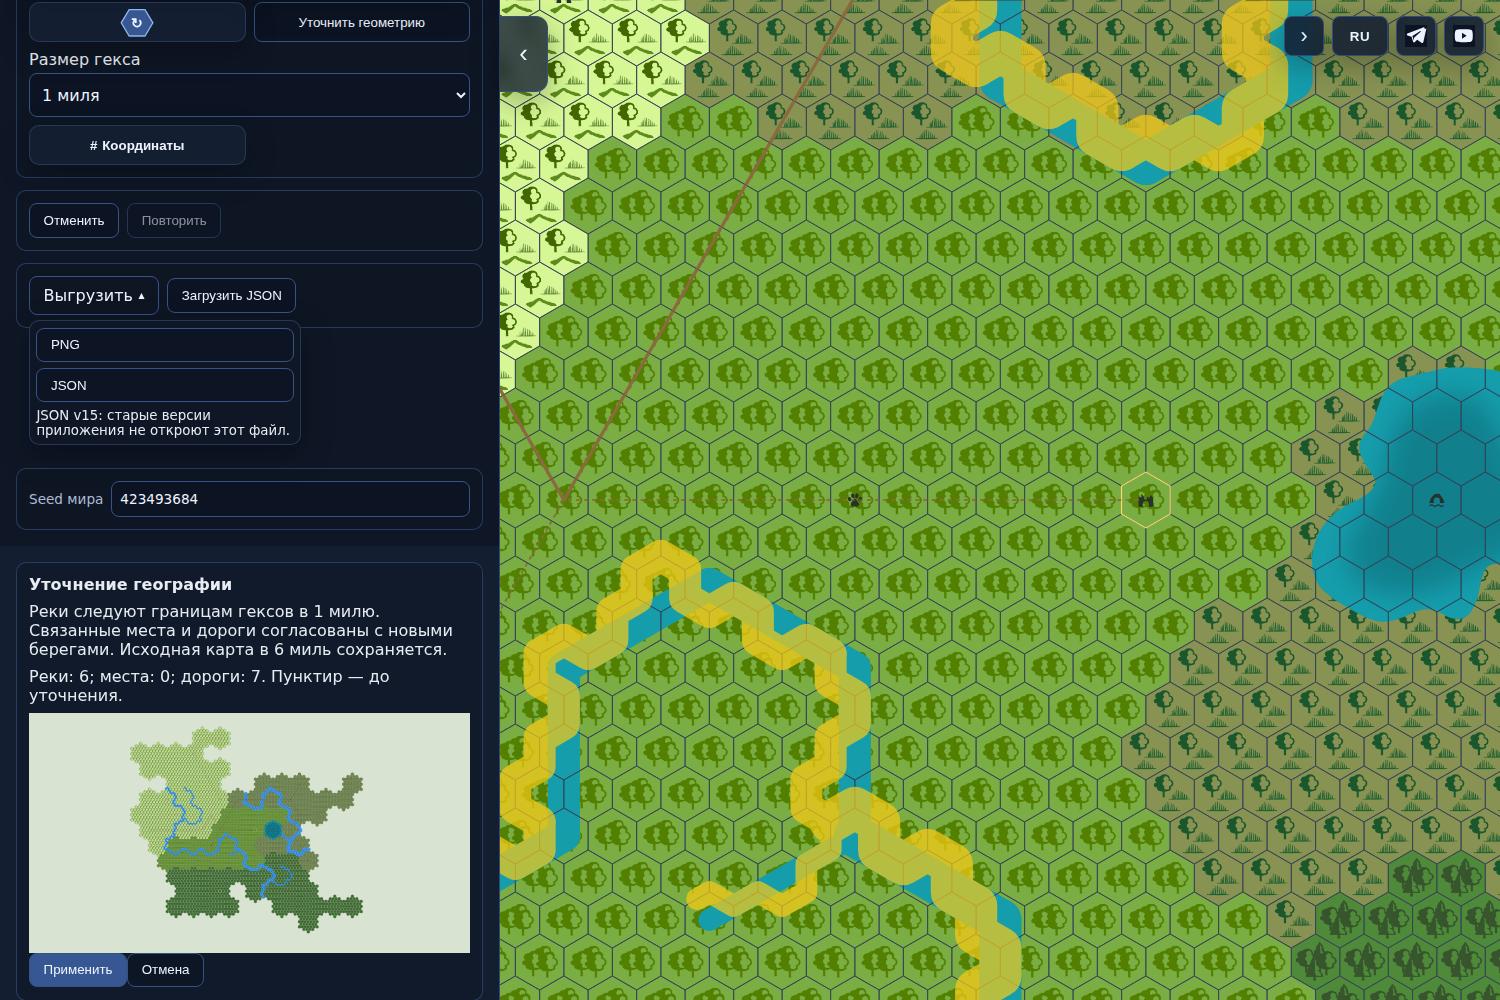 Уточнить геометрию
Размер гекса
1 миля
# Координаты
Отменить
Повторить
Выгрузить ▴
Загрузить JSON
PNG
JSON
JSON v15: старые версии
приложения не откроют этот файл.
Seed мира
423493684
Уточнение географии
Реки следуют границам гексов в 1 милю.
Связанные места и дороги согласованы с новыми
берегами. Исходная карта в 6 миль сохраняется.
Реки: 6; места: 0; дороги: 7. Пунктир — до
уточнения.
Применить
Отмена
RU